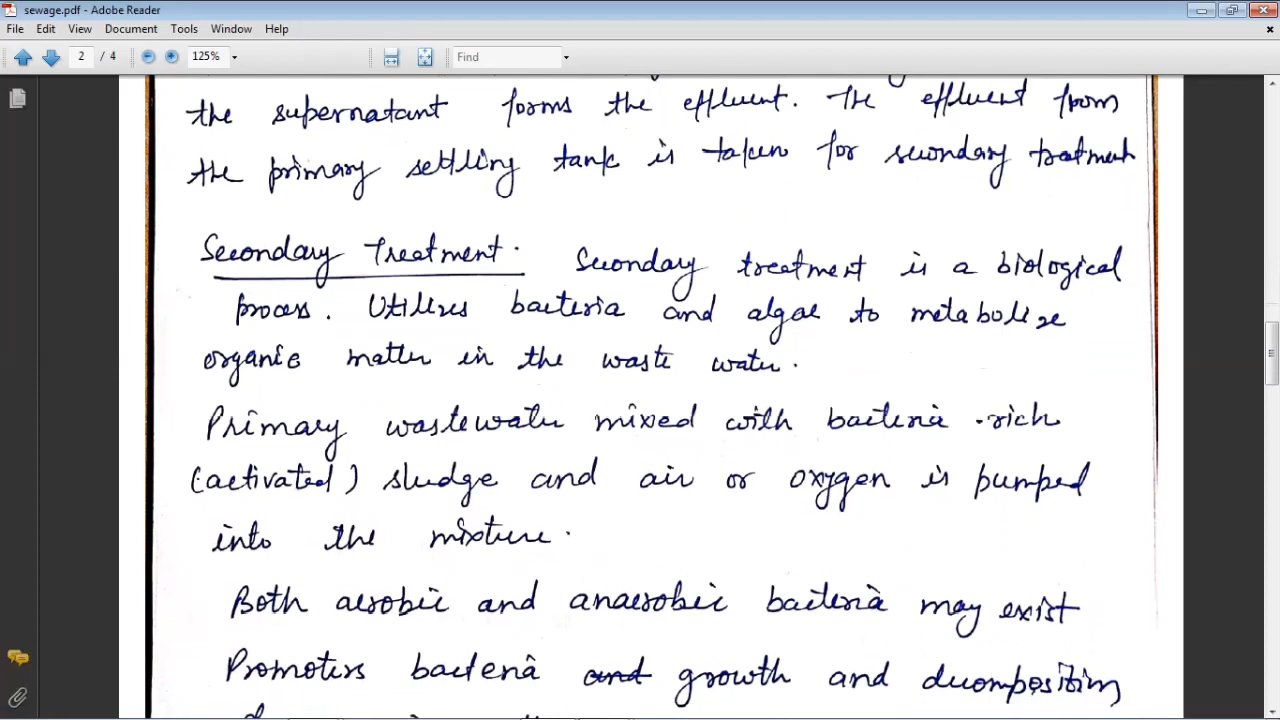 sewage.pdf - Adobe Reader
File Edit View Document Tools Window Help
2 / 4 125% Find
the supernatant forms the effluent. The effluent from
the primary settling tank is taken for secondary treatment
Secondary Treatment. Secondary treatment is a biological
process. Utilizes bacteria and algae to metabolize
organic matter in the waste water.
Primary wastewater mixed with bacteria-rich
(activated) sludge and air or oxygen is pumped
into the mixture.
Both aerobic and anaerobic bacteria may exist
Promoters bacteria and growth and decomposition